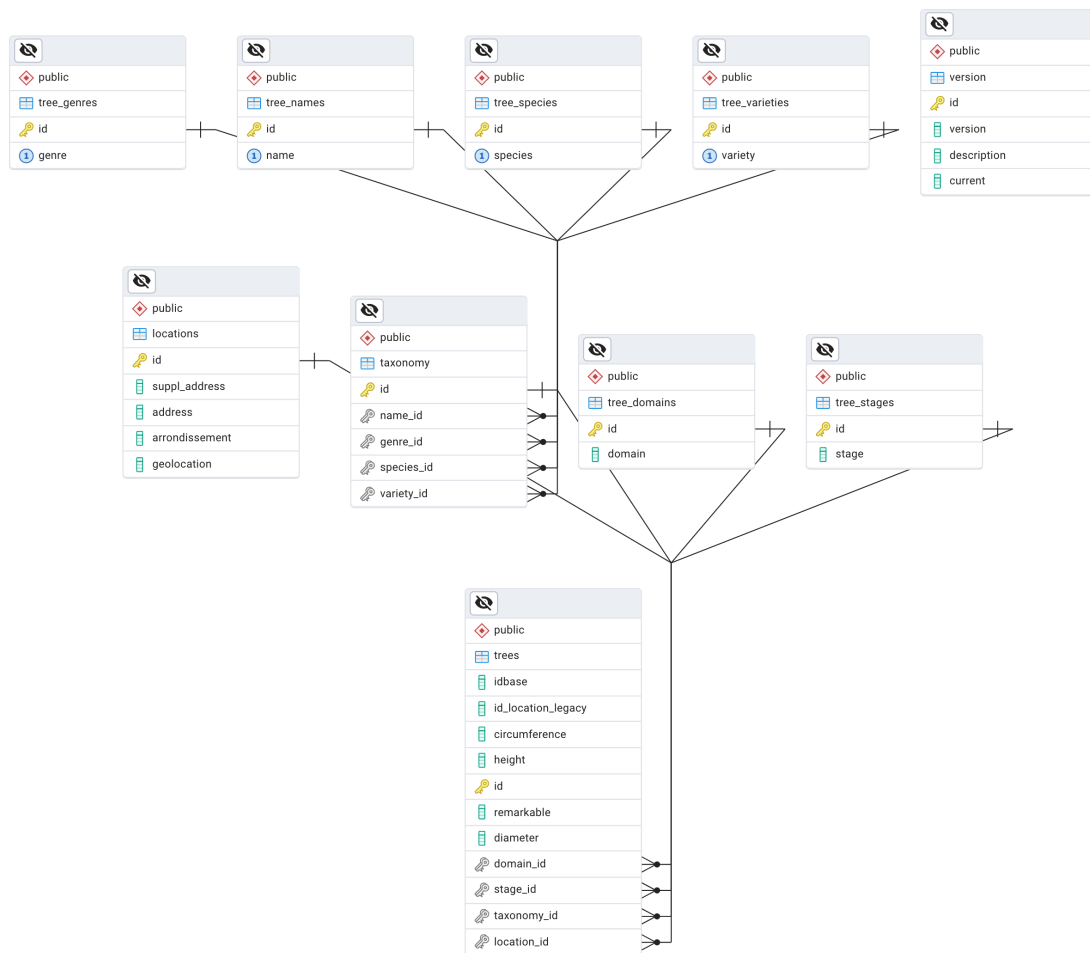 public
tree_genres
id
genre
public
tree_names
id
name
public
tree_species
id
species
public
tree_varieties
id
variety
public
version
id
version
description
current
public
locations
id
suppl_address
address
arrondissement
geolocation
public
taxonomy
id
name_id
genre_id
species_id
variety_id
public
tree_domains
id
domain
public
tree_stages
id
stage
public
trees
idbase
id_location_legacy
circumference
height
id
remarkable
diameter
domain_id
stage_id
taxonomy_id
location_id